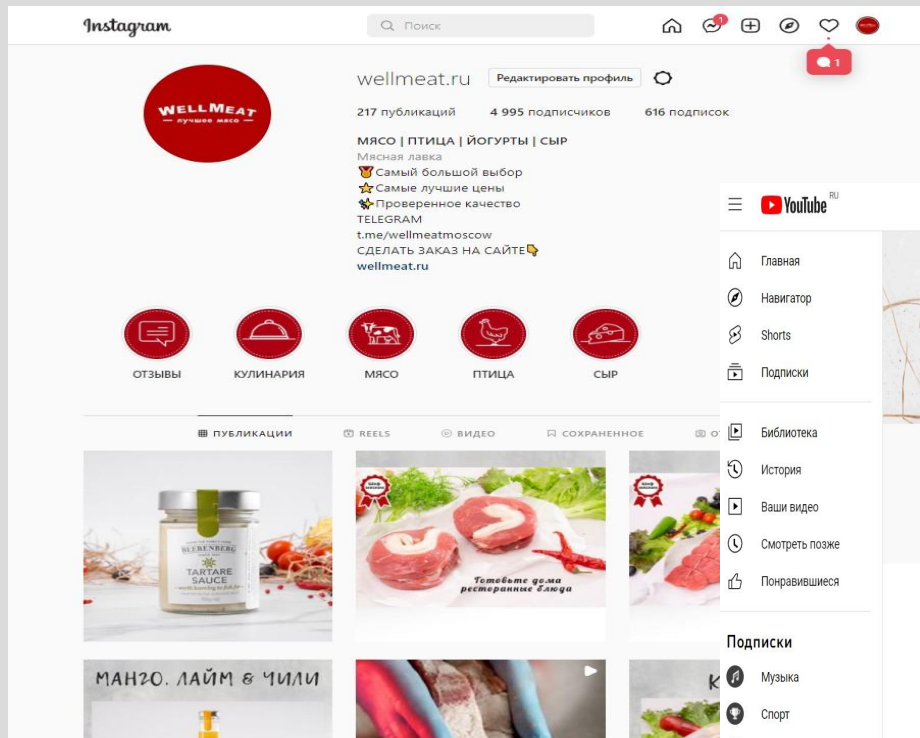 Instagram
Поиск
1
1
WELLMEAT
лучшее мясо
wellmeat.ru
Редактировать профиль
217 публикаций 4 995 подписчиков 616 подписок
МЯСО | ПТИЦА | ЙОГУРТЫ | СЫР
Мясная лавка
🏅Самый большой выбор
⭐Самые лучшие цены
✨Проверенное качество
TELEGRAM
t.me/wellmeatmoscow
СДЕЛАТЬ ЗАКАЗ НА САЙТЕ👇
wellmeat.ru
ОТЗЫВЫ КУЛИНАРИЯ МЯСО ПТИЦА СЫР
ПУБЛИКАЦИИ REELS ВИДЕО СОХРАНЕННОЕ
BEERENBERG
TARTARE
SAUCE
Готовьте дома
ресторанные блюда
МАНГО, ЛАЙМ & ЧИЛИ
YouTube RU
Главная
Навигатор
Shorts
Подписки
Библиотека
История
Ваши видео
Смотреть позже
Понравившиеся
Подписки
Музыка
Спорт